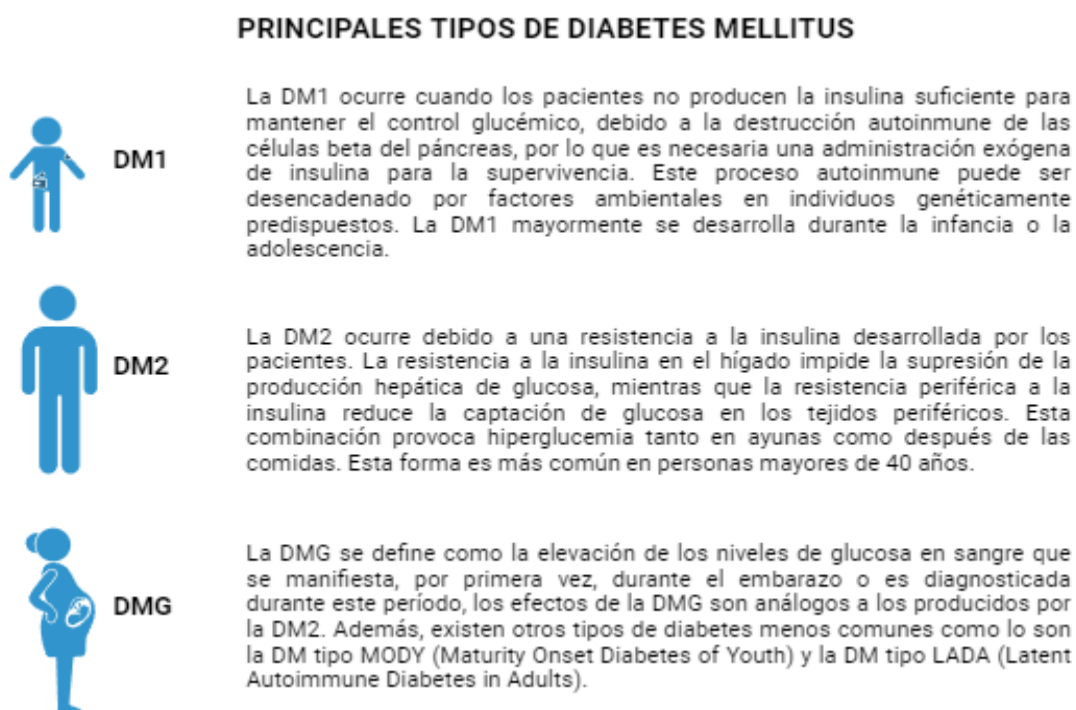 PRINCIPALES TIPOS DE DIABETES MELLITUS
DM1
La DM1 ocurre cuando los pacientes no producen la insulina suficiente para
mantener el control glucémico, debido a la destrucción autoinmune de las
células beta del páncreas, por lo que es necesaria una administración exógena
de insulina para la supervivencia. Este proceso autoinmune puede ser
desencadenado por factores ambientales en individuos genéticamente
predispuestos. La DM1 mayormente se desarrolla durante la infancia o la
adolescencia.
DM2
La DM2 ocurre debido a una resistencia a la insulina desarrollada por los
pacientes. La resistencia a la insulina en el hígado impide la supresión de la
producción hepática de glucosa, mientras que la resistencia periférica a la
insulina reduce la captación de glucosa en los tejidos periféricos. Esta
combinación provoca hiperglucemia tanto en ayunas como después de las
comidas. Esta forma es más común en personas mayores de 40 años.
DMG
La DMG se define como la elevación de los niveles de glucosa en sangre que
se manifiesta, por primera vez, durante el embarazo o es diagnosticada
durante este período, los efectos de la DMG son análogos a los producidos por
la DM2. Además, existen otros tipos de diabetes menos comunes como lo son
la DM tipo MODY (Maturity Onset Diabetes of Youth) y la DM tipo LADA (Latent
Autoimmune Diabetes in Adults).